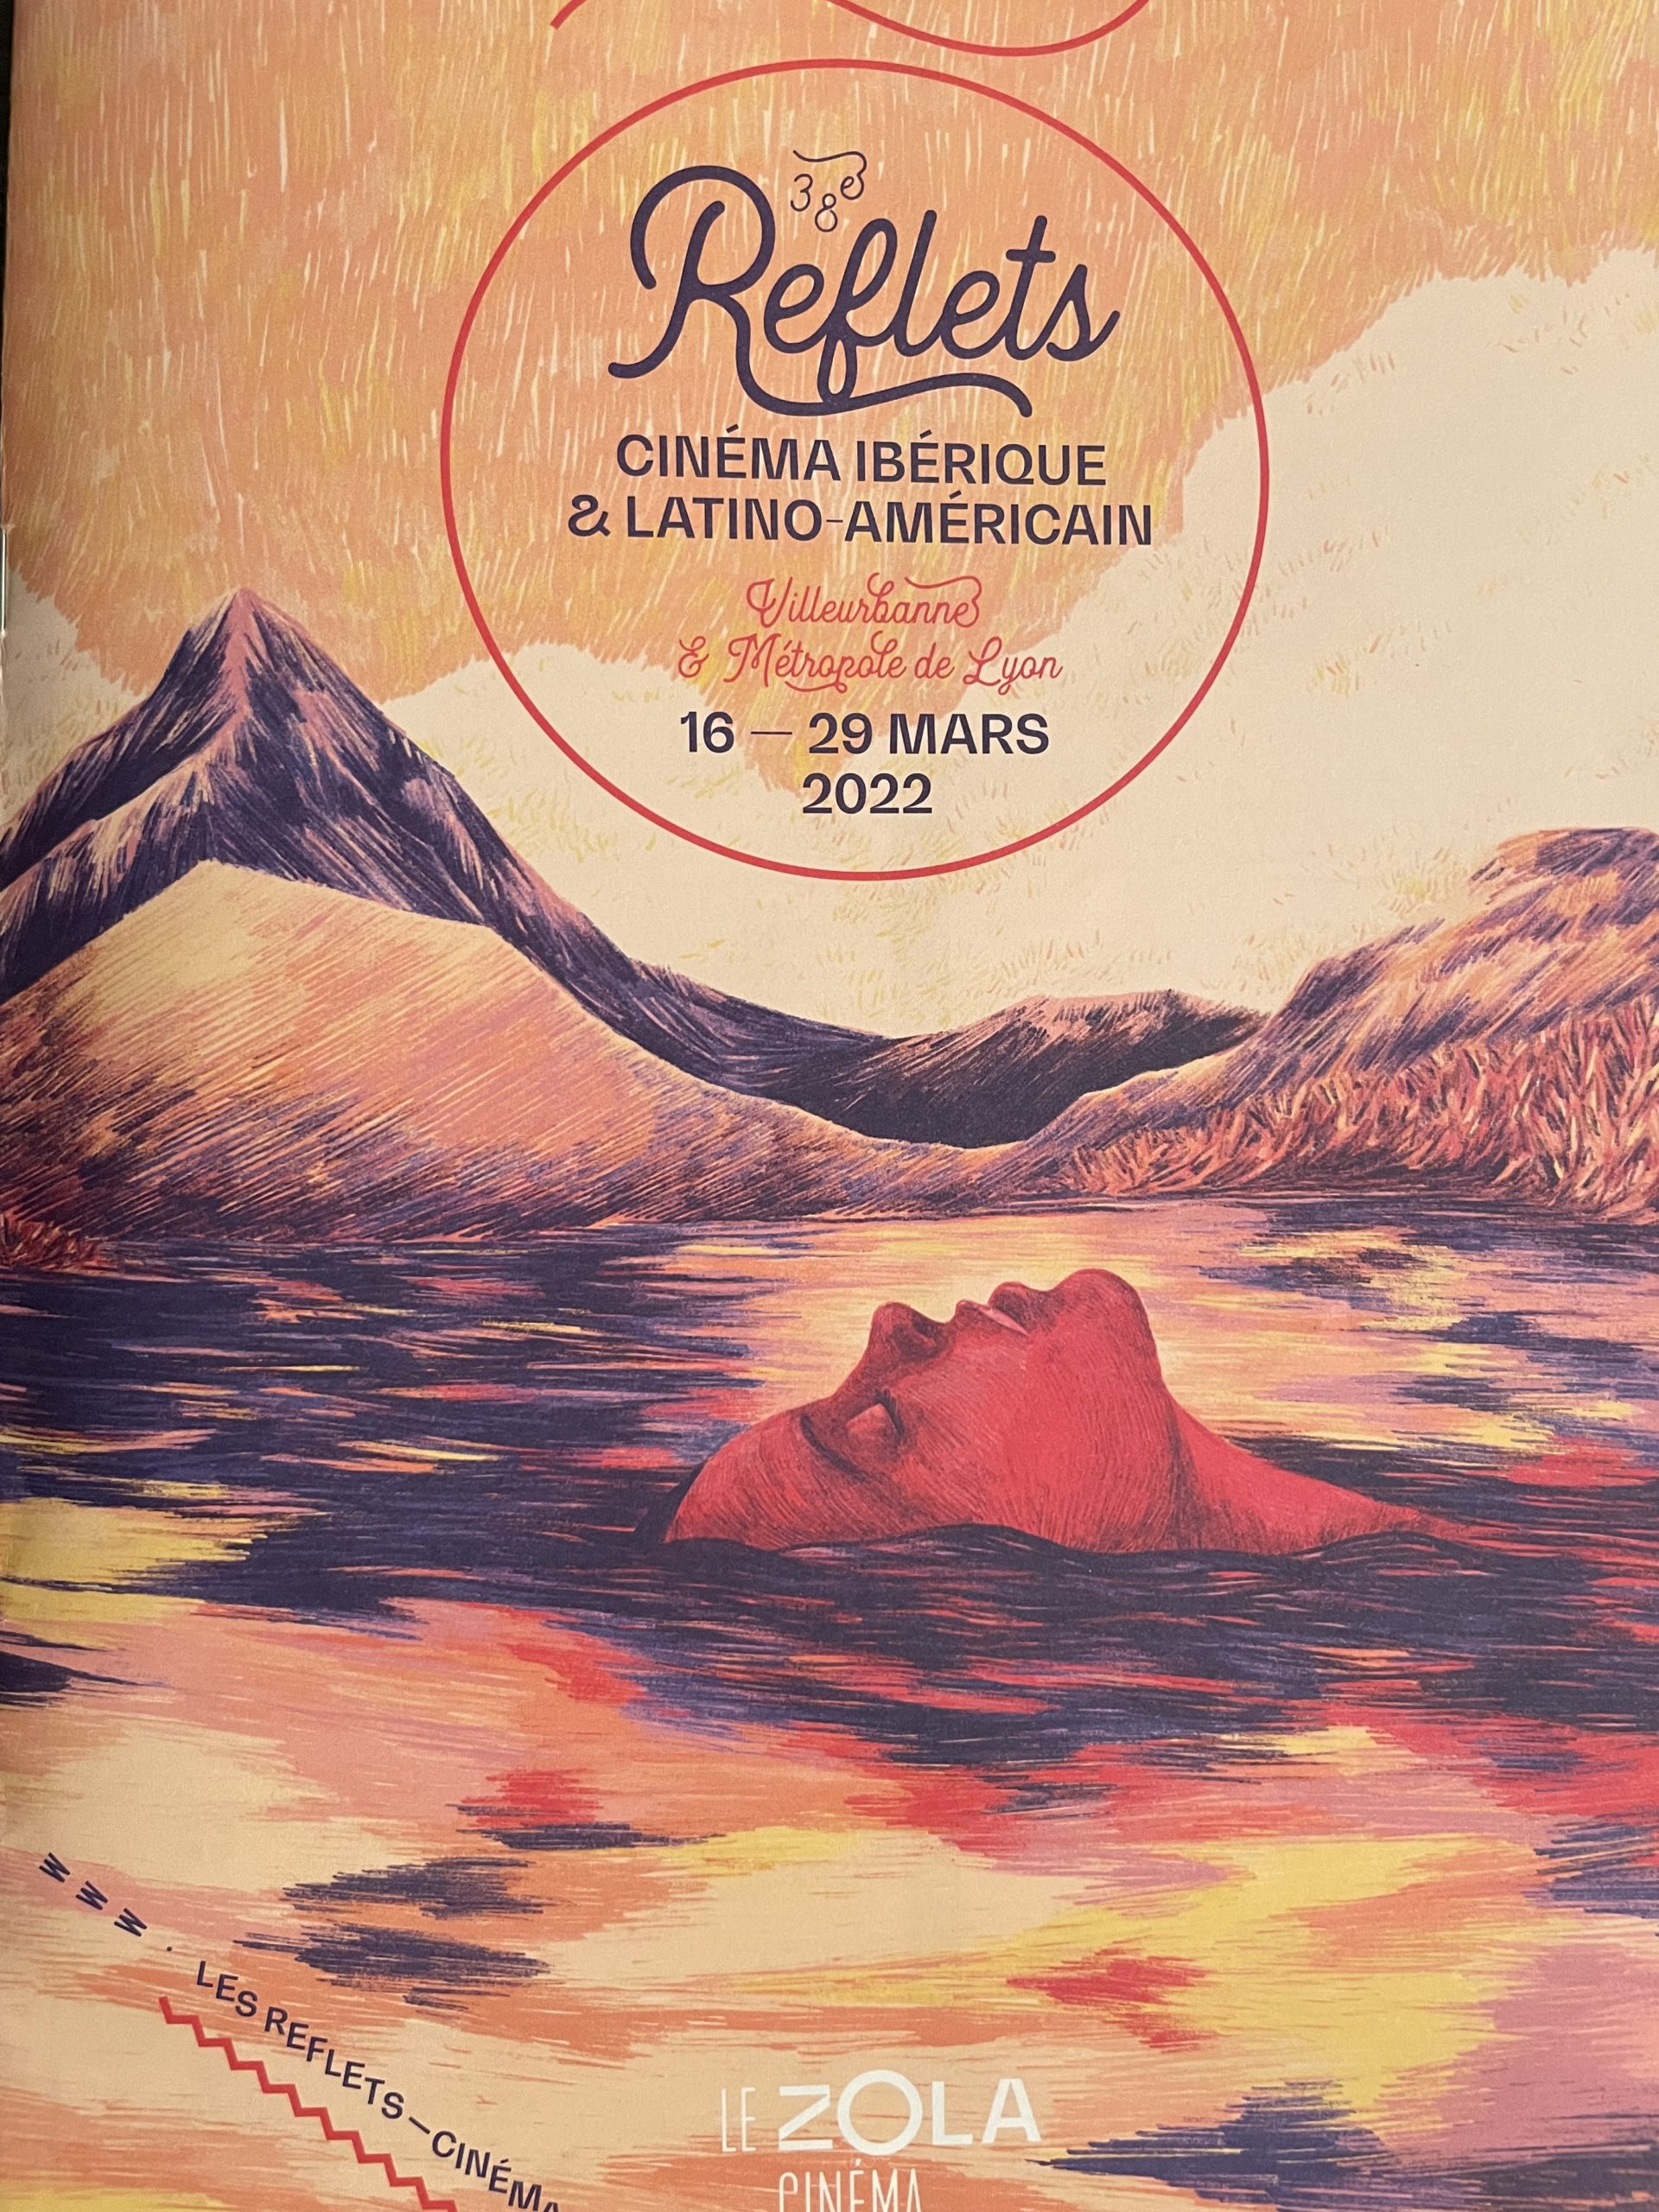 38e
Reflets
CINÉMA IBÉRIQUE
& LATINO-AMÉRICAIN
Villeurbanne
& Métropole de Lyon
16 — 29 MARS
2022
WWW.LES REFLETS-CINÉMA
LE ZOLA
CINÉMA